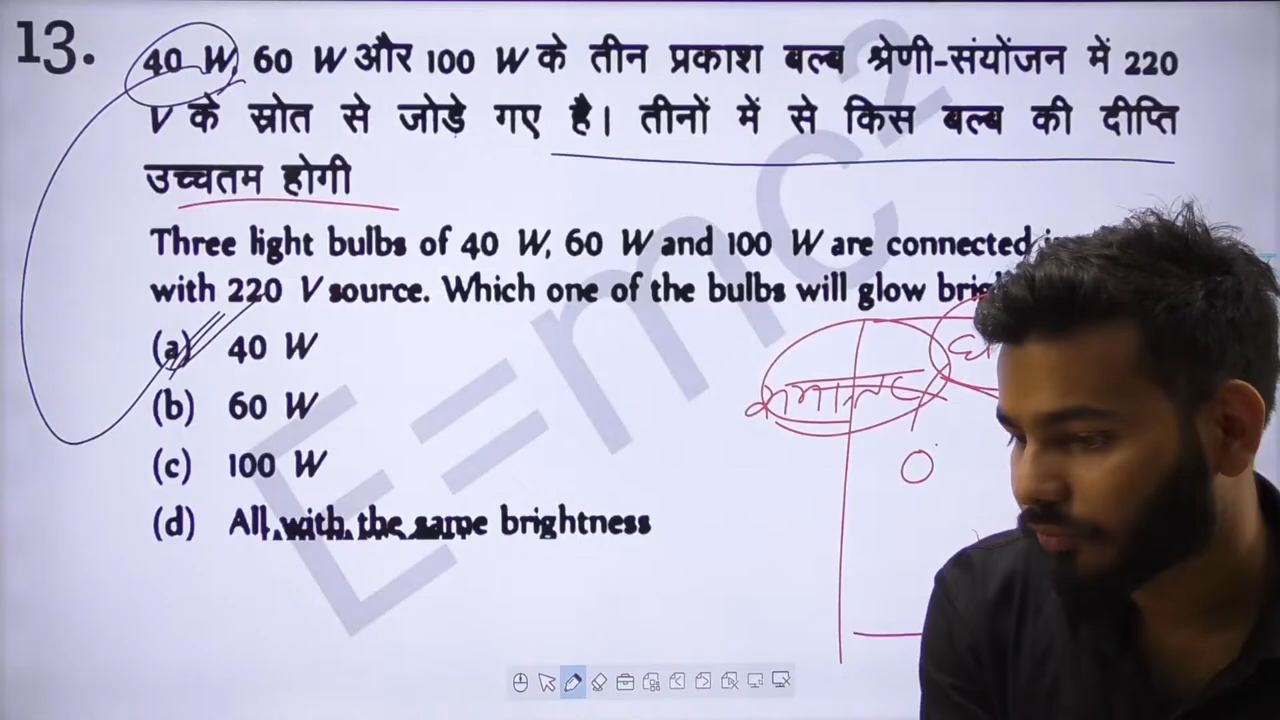 13.
40 W, 60 W और 100 W के तीन प्रकाश बल्ब श्रेणी-संयोंजन में 220
V के स्रोत से जोडे गए है। तीनों में से किस बल्ब की दीप्ति
उच्चतम होगी
Three light bulbs of 40 W, 60 W and 100 W are connected
with 220 V source. Which one of the bulbs will glow
(a) 40 W
(b) 60 W
(c) 100 W
(d) All with the same brightness
E=mc²